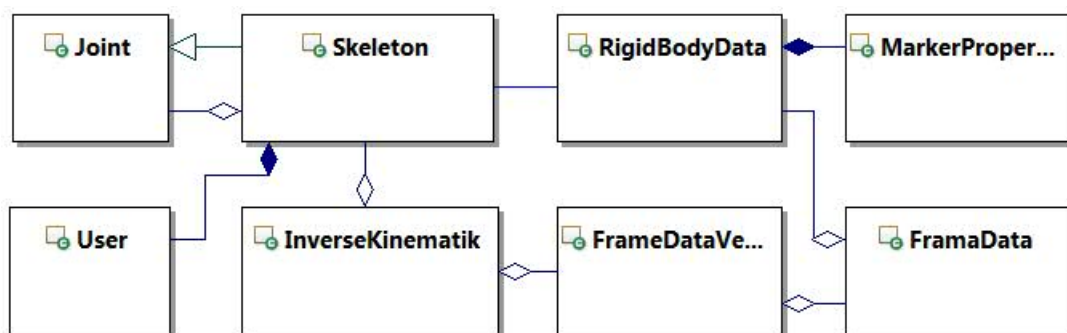 Joint
Skeleton
RigidBodyData
MarkerProper...
User
InverseKinematik
FrameDataVe...
FramaData